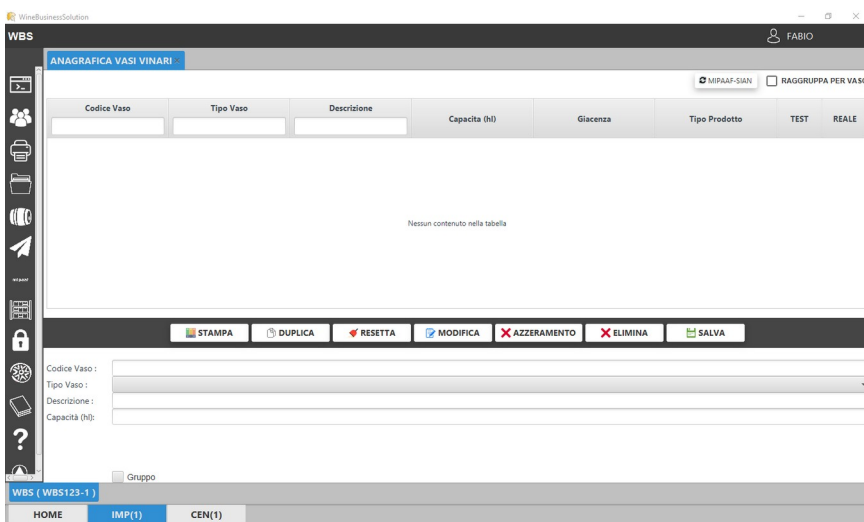 WineBusinessSolution
WBS
FABIO
ANAGRAFICA VASI VINARI
MIPAAF-SIAN
RAGGRUPPA PER VASO
Codice Vaso Tipo Vaso Descrizione Capacita (hl) Giacenza Tipo Prodotto TEST REALE
Nessun contenuto nella tabella
STAMPA DUPLICA RESETTA MODIFICA AZZERAMENTO ELIMINA SALVA
Codice Vaso :
Tipo Vaso :
Descrizione :
Capacità (hl):
Gruppo
WBS ( WBS123-1 )
HOME IMP(1) CEN(1)